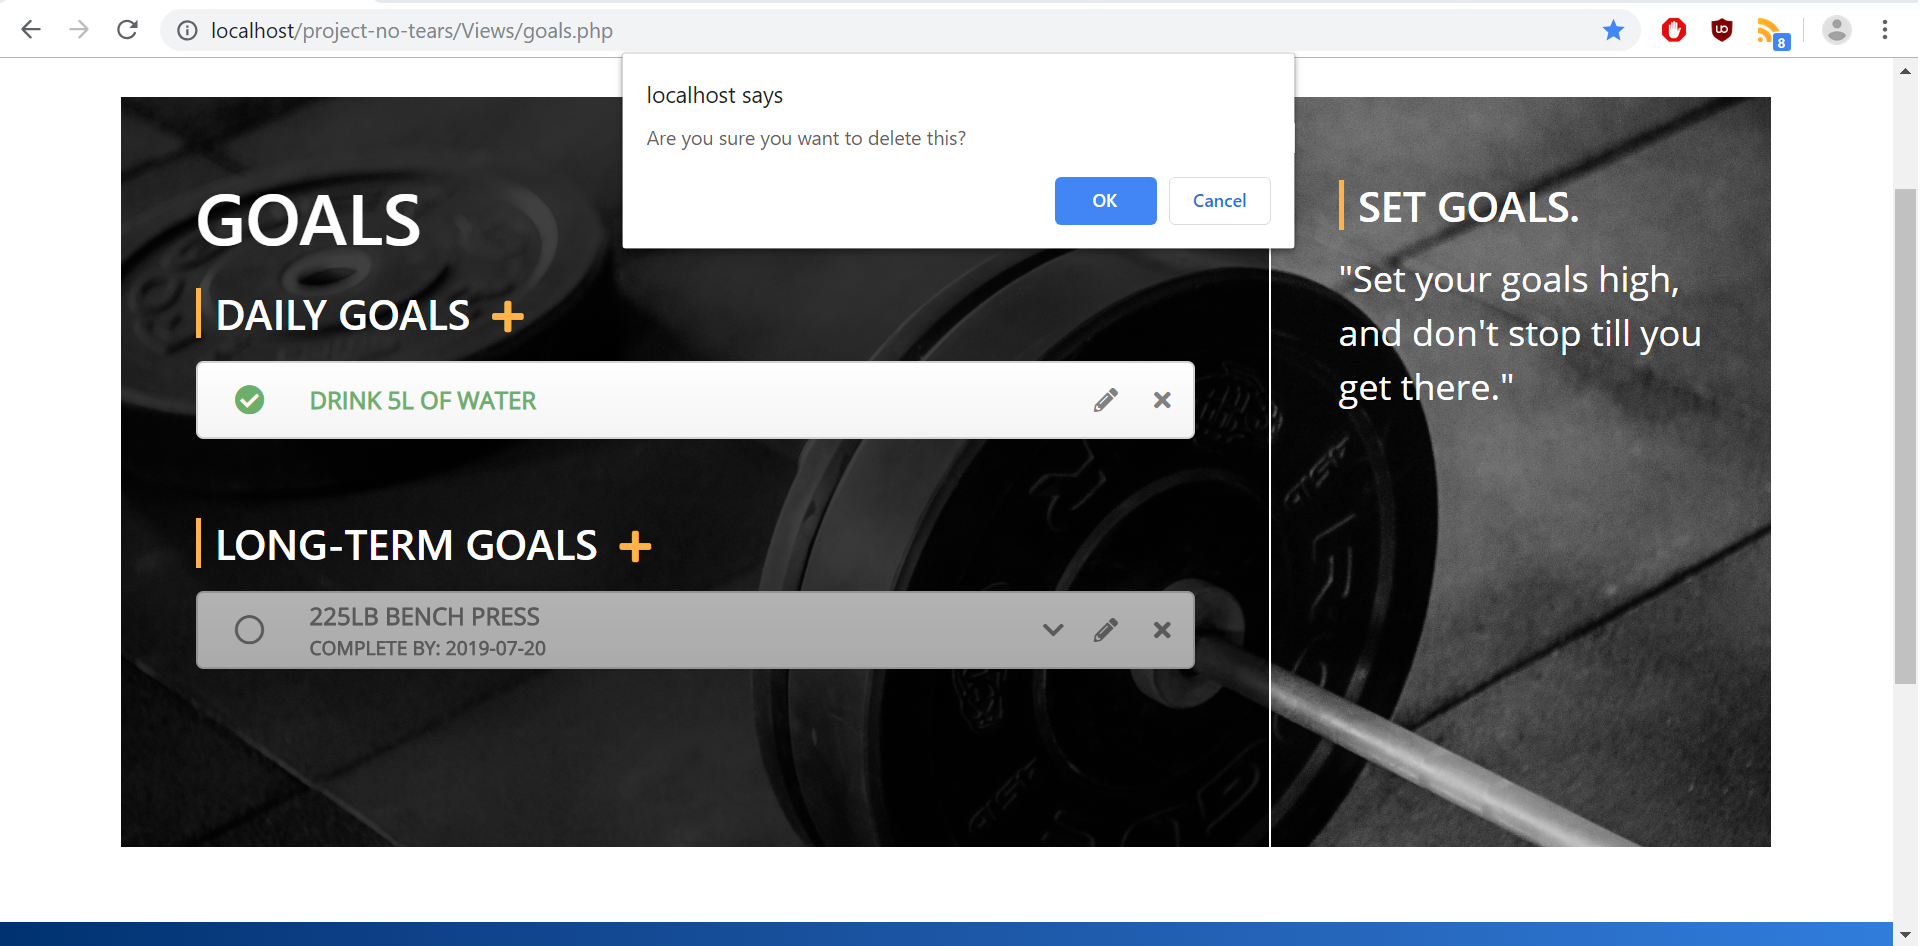 localhost/project-no-tears/Views/goals.php
8
localhost says
Are you sure you want to delete this?
OK
Cancel
GOALS
DAILY GOALS +
DRINK 5L OF WATER
LONG-TERM GOALS +
225LB BENCH PRESS
COMPLETE BY: 2019-07-20
SET GOALS.
"Set your goals high,
and don't stop till you
get there."